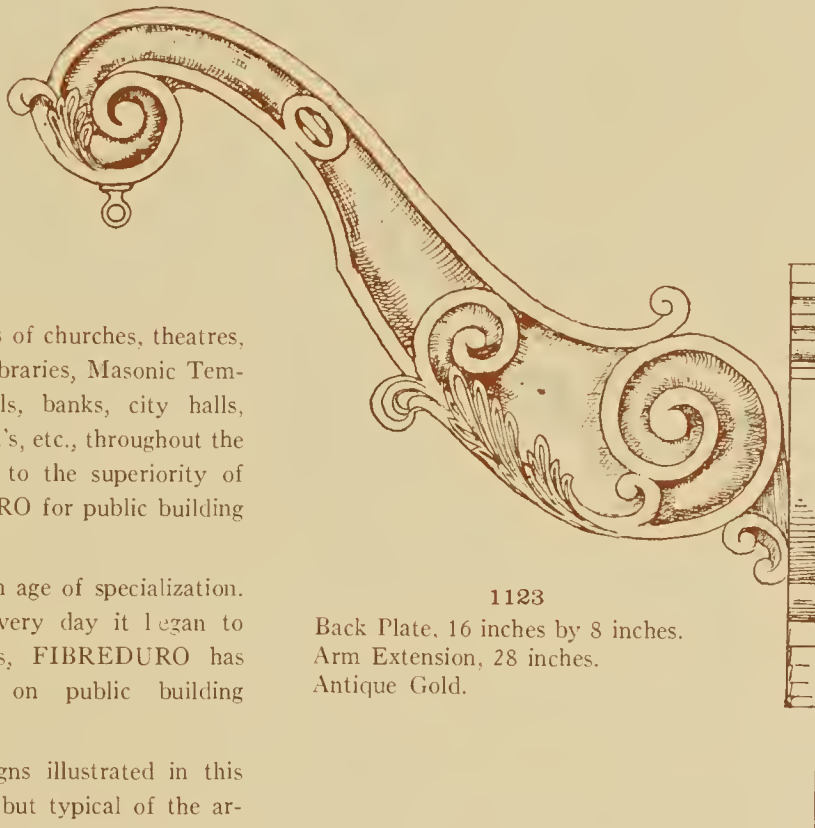 s of churches, theatres,
braries, Masonic Tem-
ls, banks, city halls,
.'s, etc., throughout the
to the superiority of
RO for public building
n age of specialization.
very day it began to
s, FIBREDURO has
on public building
gns illustrated in this
but typical of the ar-
1123
Back Plate, 16 inches by 8 inches.
Arm Extension, 28 inches.
Antique Gold.